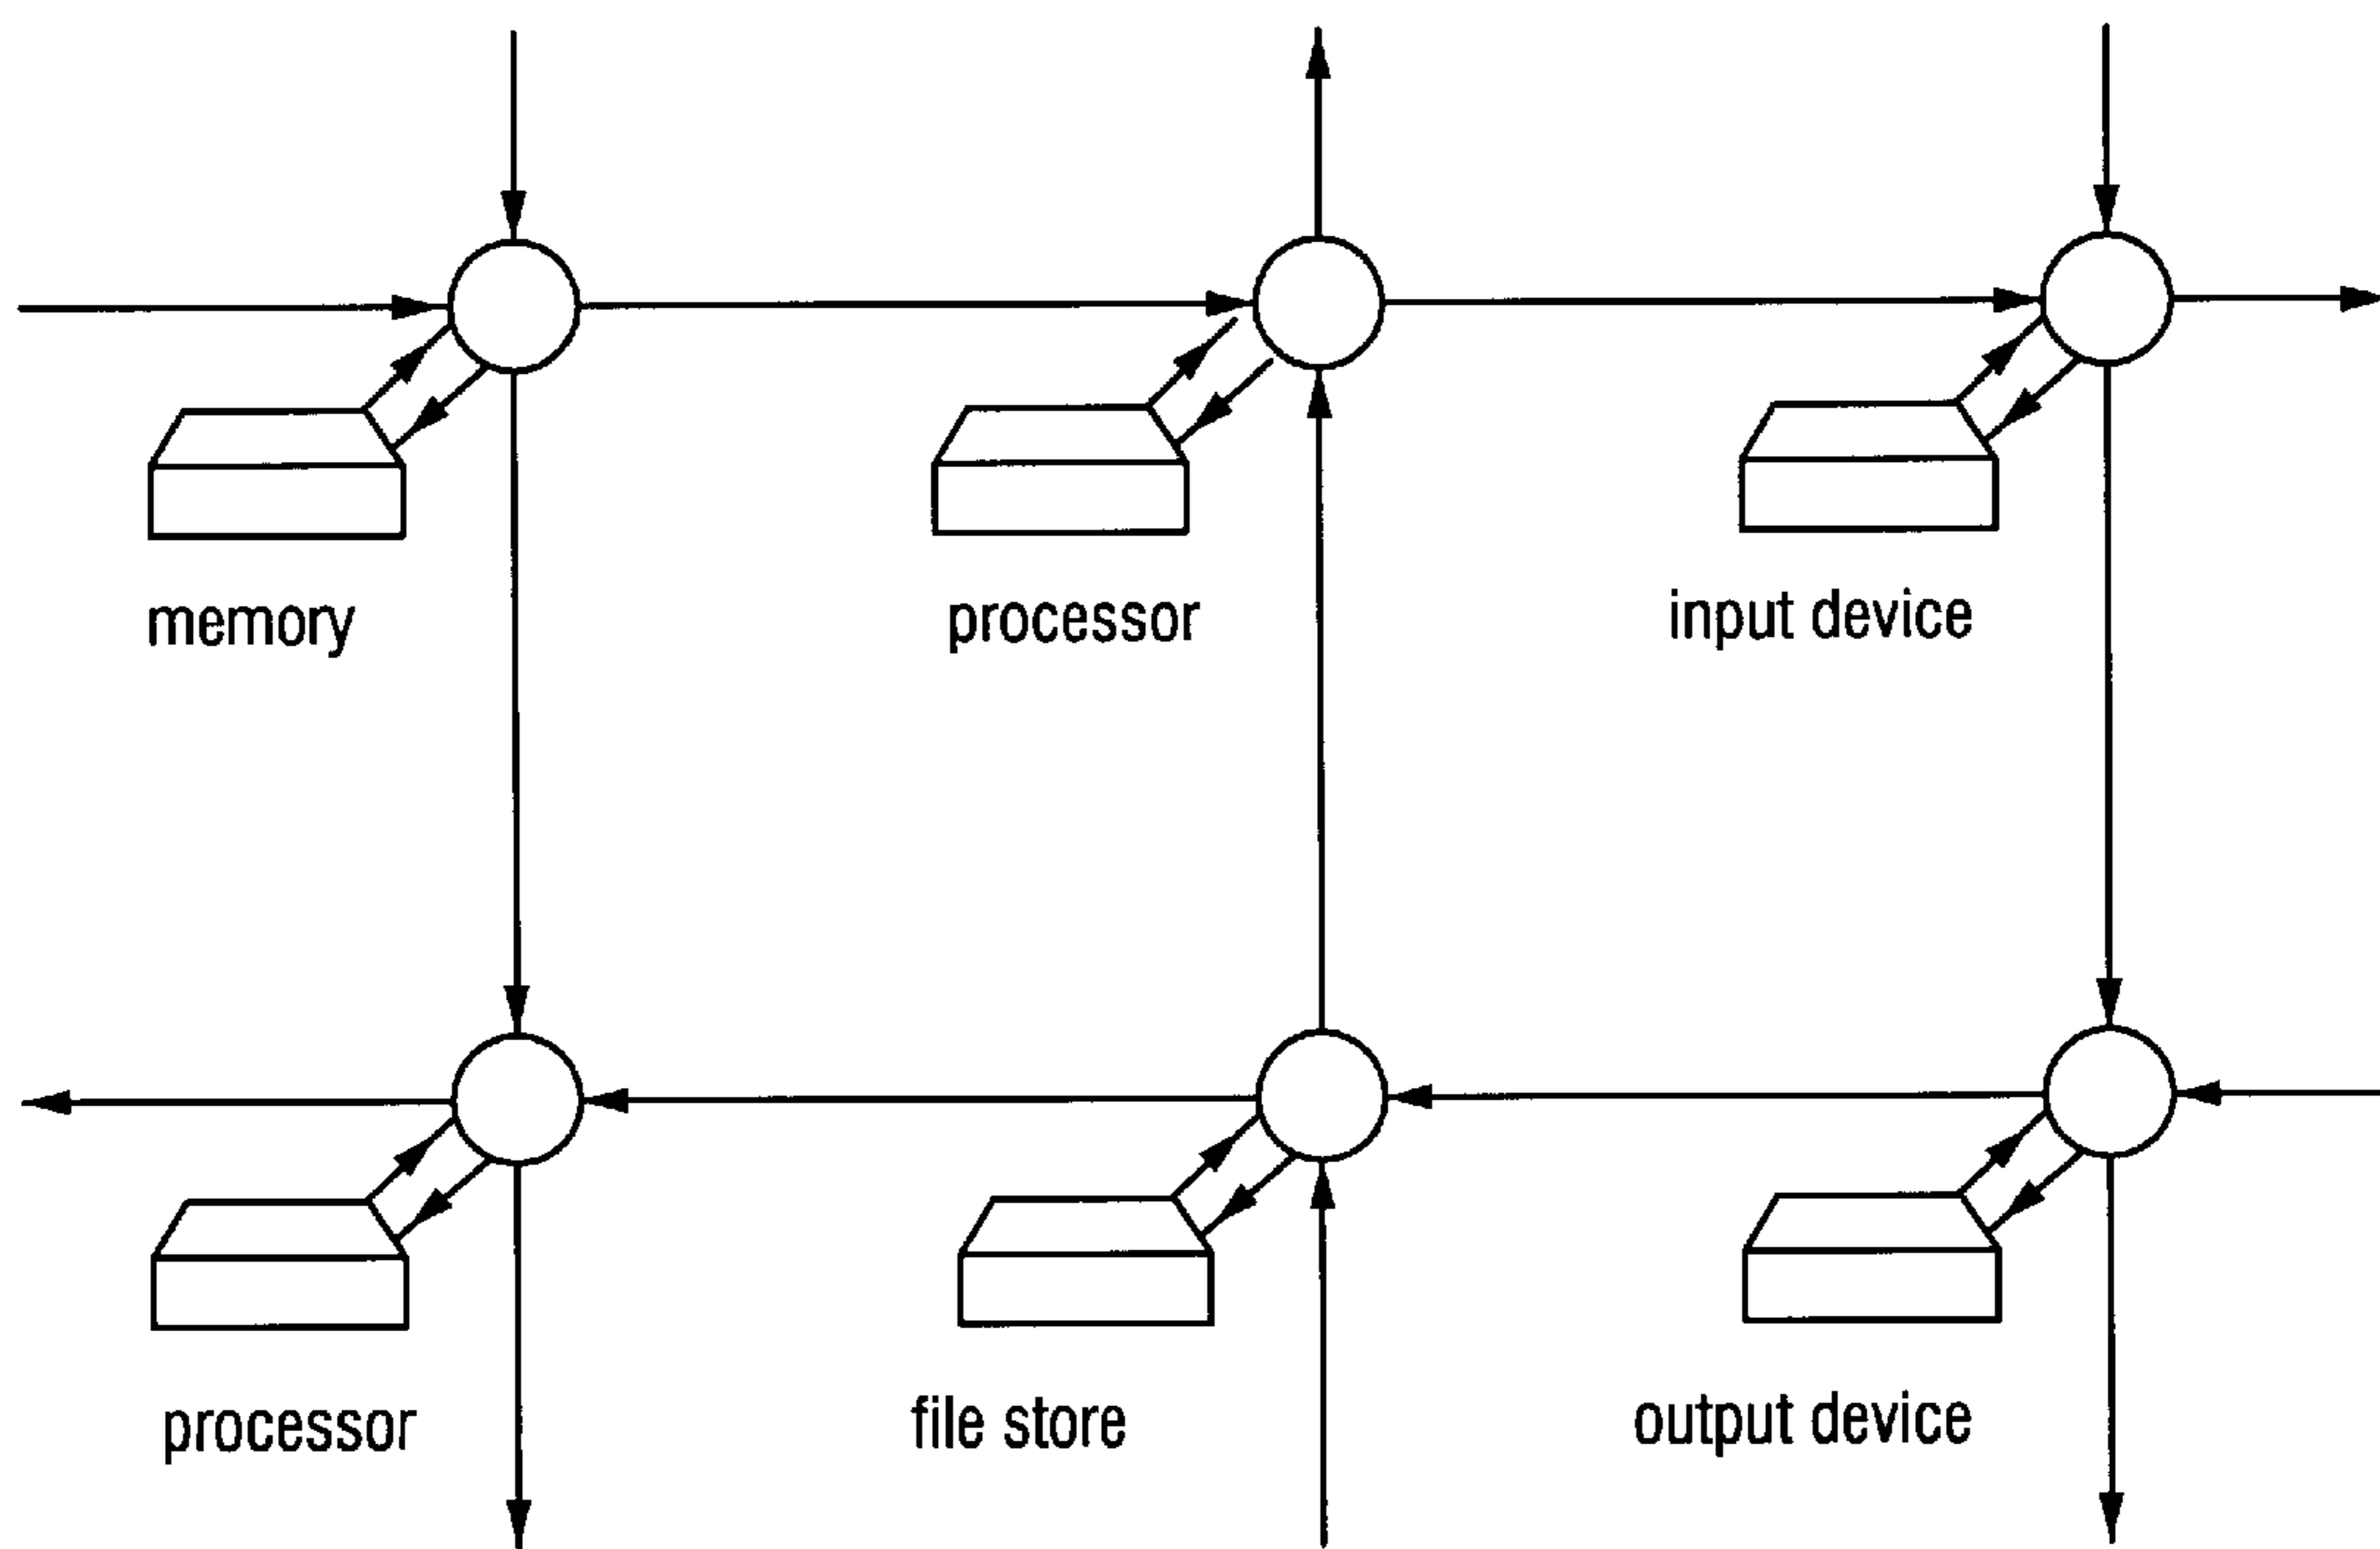 memory
processor
input device
processor
file store
output device